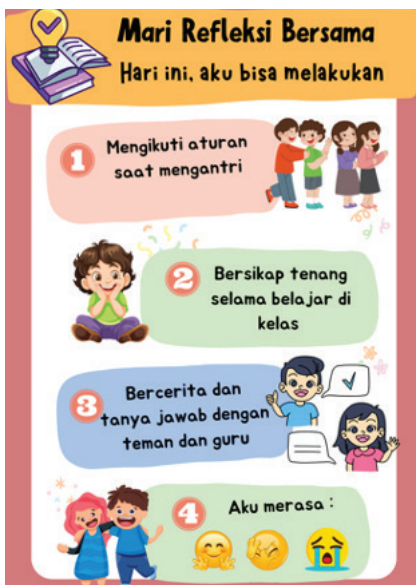 Mari Refleksi Bersama
Hari ini, aku bisa melakukan
1
Mengikuti aturan
saat mengantri
2
Bersikap tenang
selama belajar di
kelas
3
Bercerita dan
tanya jawab dengan
teman dan guru
4
Aku merasa :